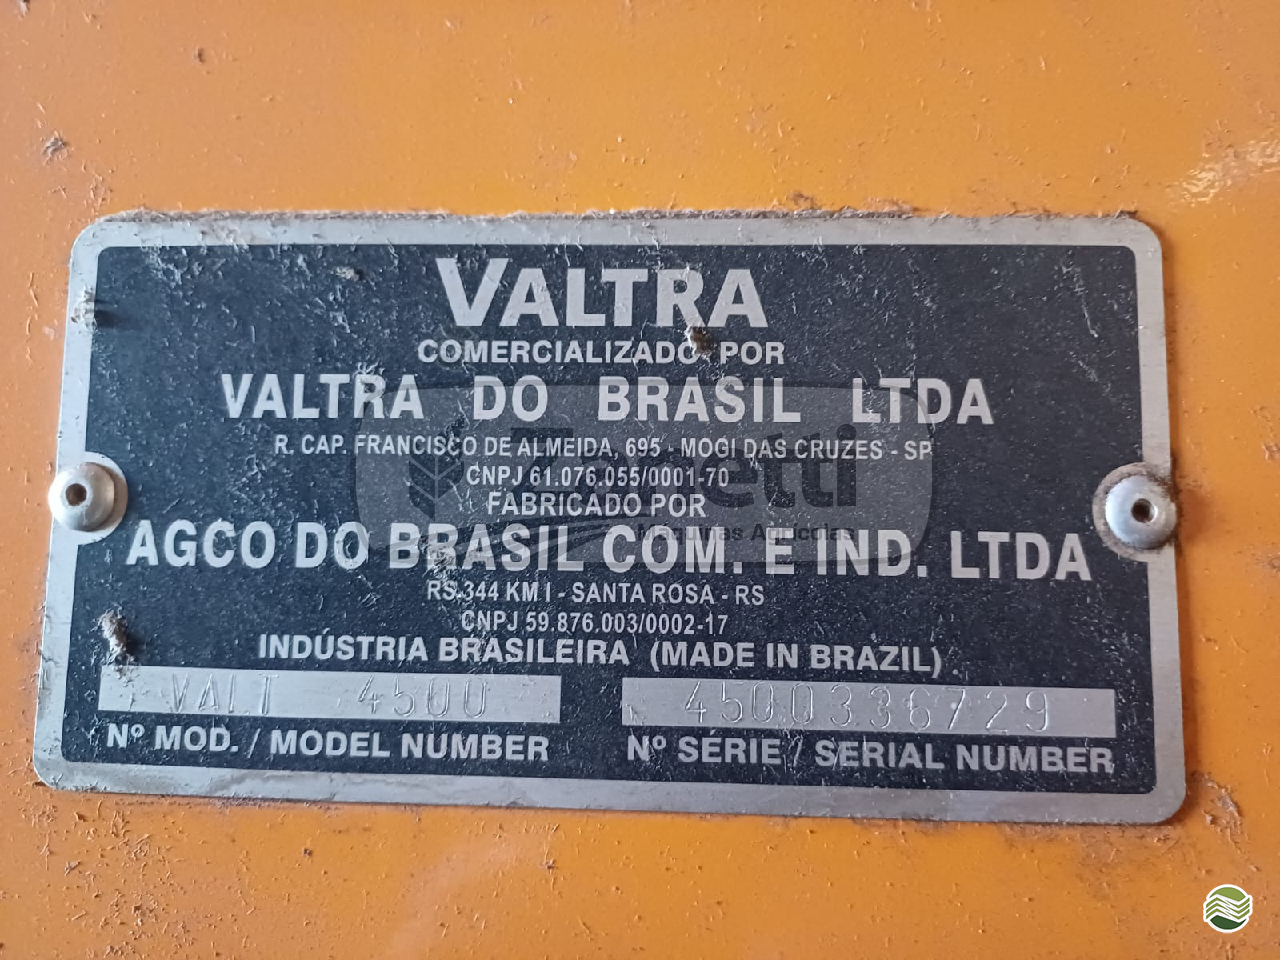 VALTRA
COMERCIALIZADO POR
VALTRA DO BRASIL LTDA
R. CAP. FRANCISCO DE ALMEIDA, 695 - MOGI DAS CRUZES - SP
CNPJ 61.076.055/0001-70
FABRICADO POR
AGCO DO BRASIL COM. E IND. LTDA
RS.344 KM I - SANTA ROSA - RS
CNPJ 59.876.003/0002-17
INDÚSTRIA BRASILEIRA (MADE IN BRAZIL)
VALT 4500 4500336729
Nº MOD. / MODEL NUMBER Nº SÉRIE / SERIAL NUMBER
Máquinas Agrícolas